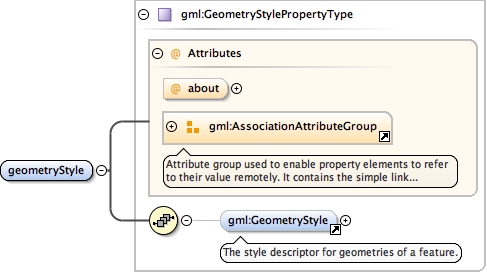 gml:GeometryStylePropertyType
@ Attributes
@ about
gml:AssociationAttributeGroup
Attribute group used to enable property elements to refer
to their value remotely. It contains the simple link...
geometryStyle
gml:GeometryStyle
The style descriptor for geometries of a feature.